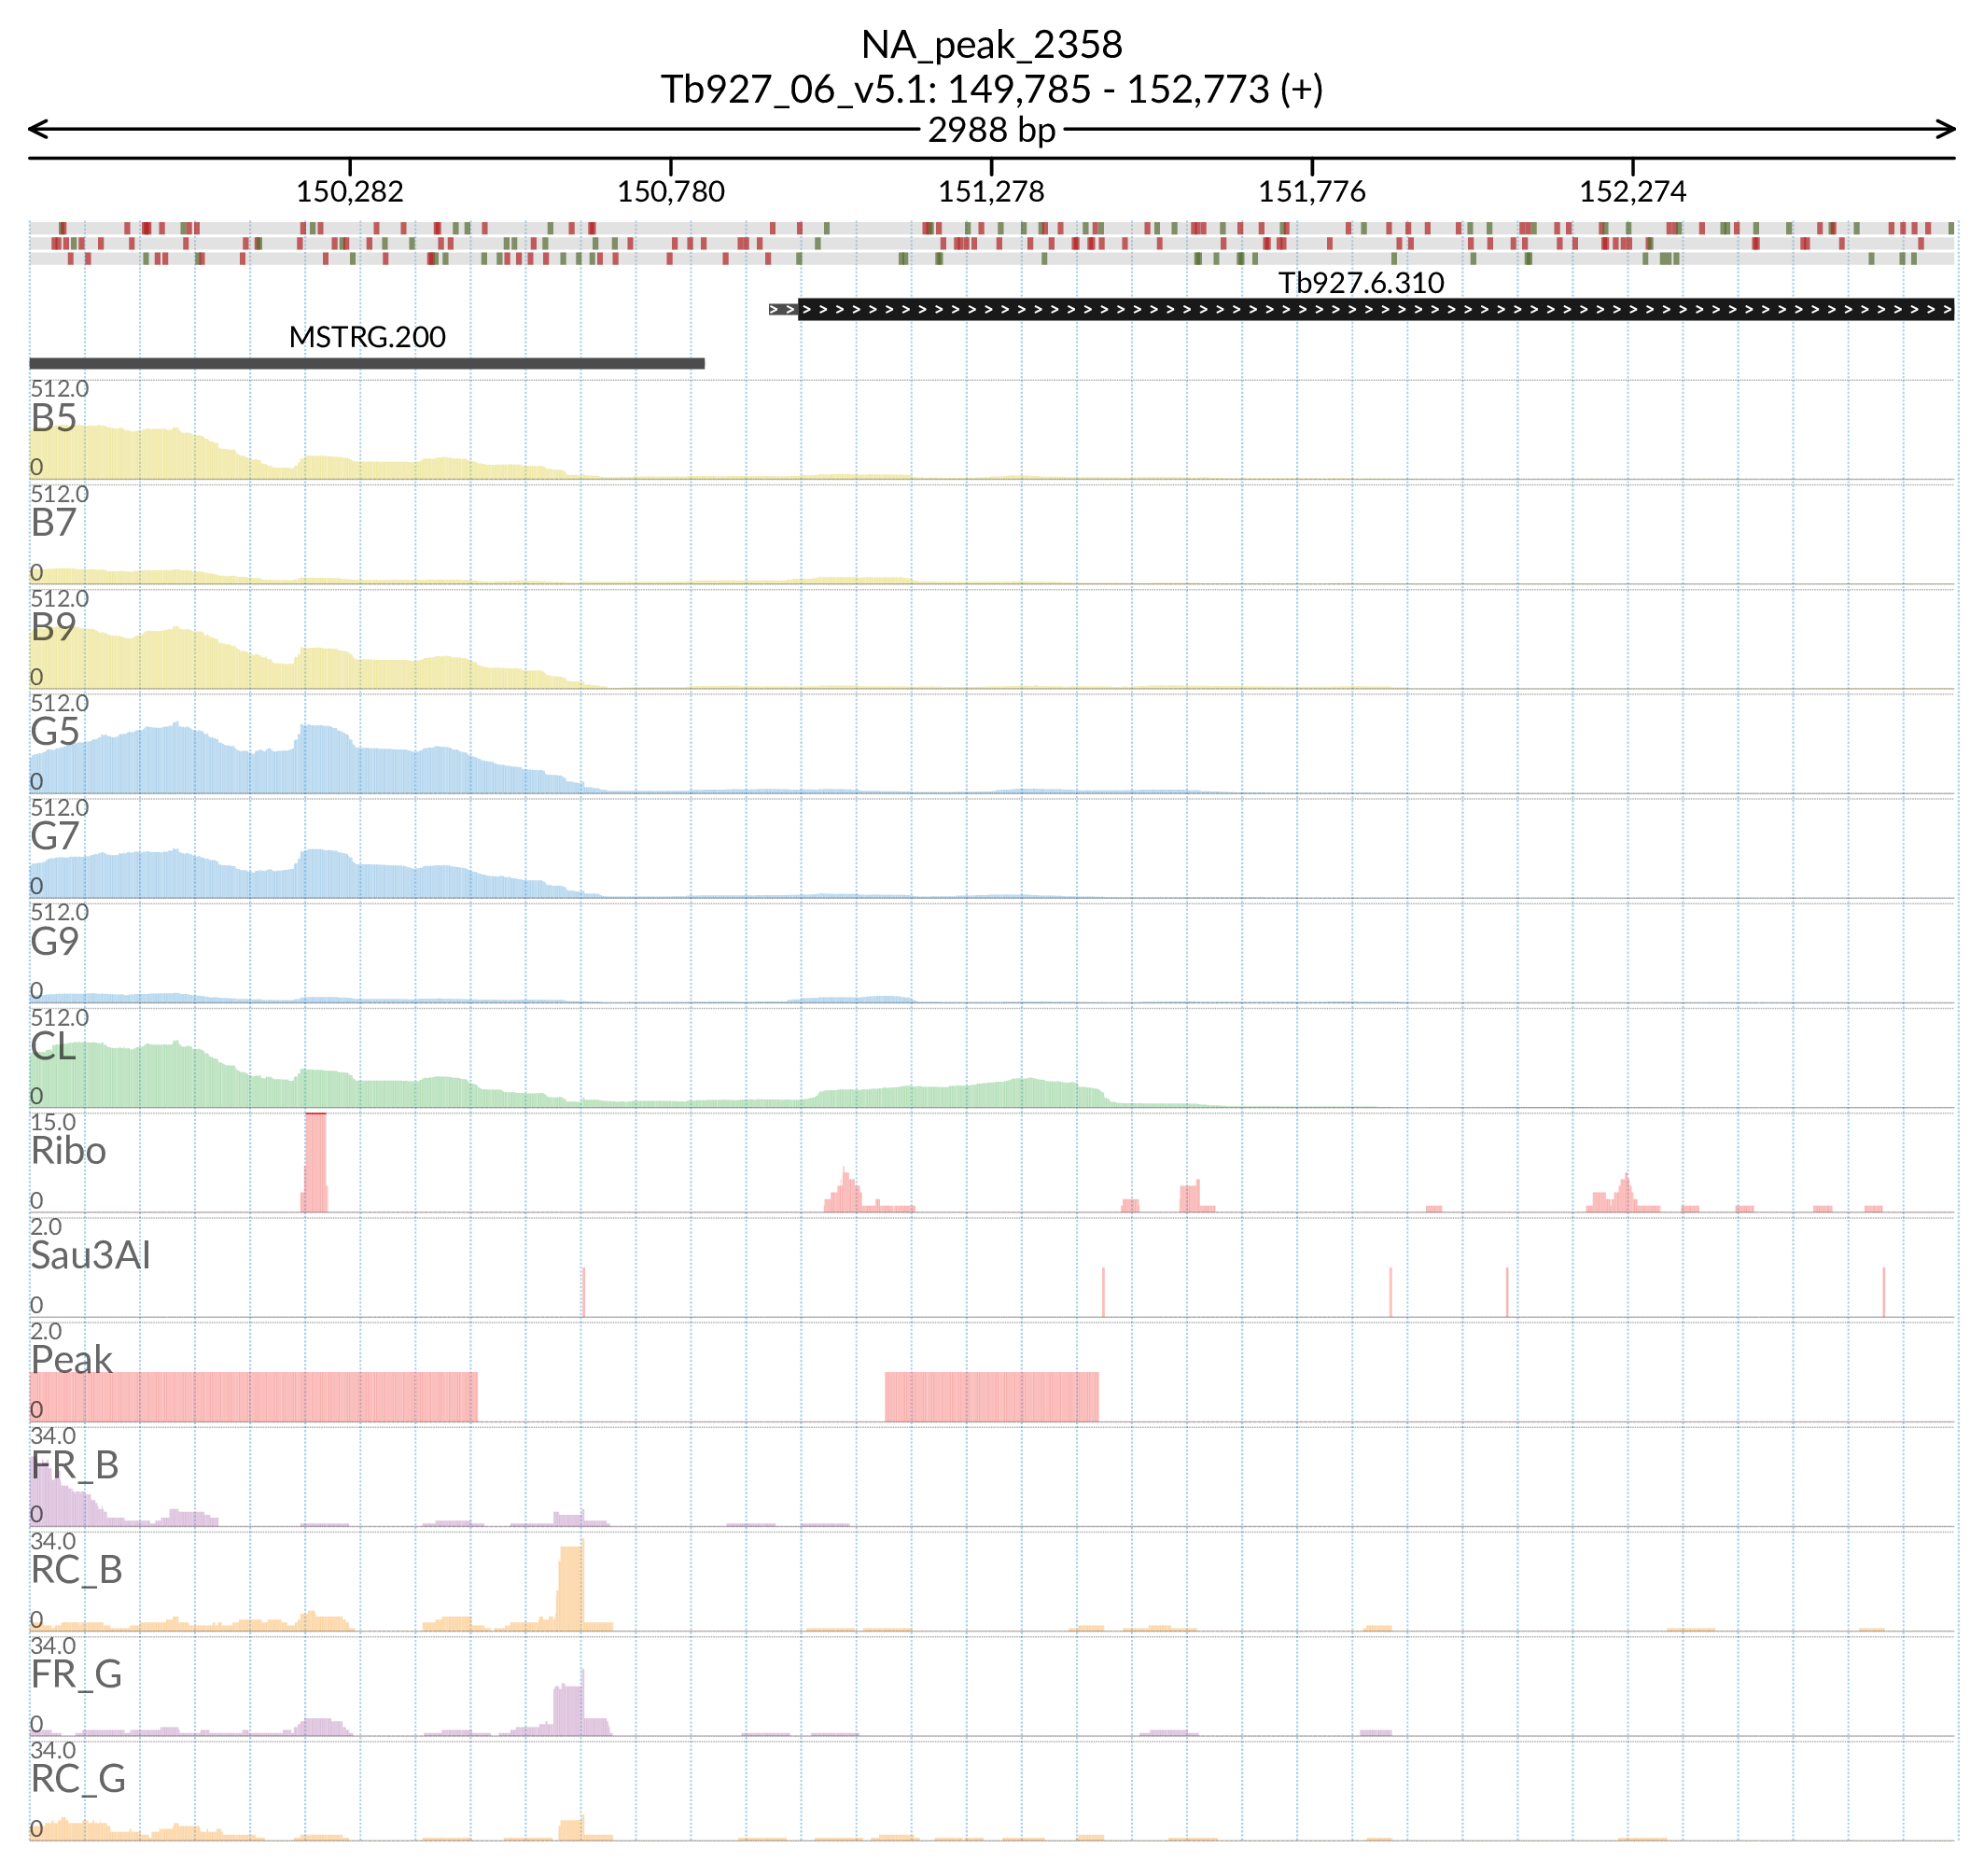 NA_peak_2358
Tb927_06_v5.1: 149,785 - 152,773 (+)
2988 bp
150,282 150,780 151,278 151,776 152,274
Tb927.6.310
MSTRG.200
512.0
B5
0
512.0
B7
0
512.0
B9
0
512.0
G5
0
512.0
G7
0
512.0
G9
0
512.0
CL
0
15.0
Ribo
0
2.0
Sau3AI
0
2.0
Peak
0
34.0
FR_B
0
34.0
RC_B
0
34.0
FR_G
0
34.0
RC_G
0